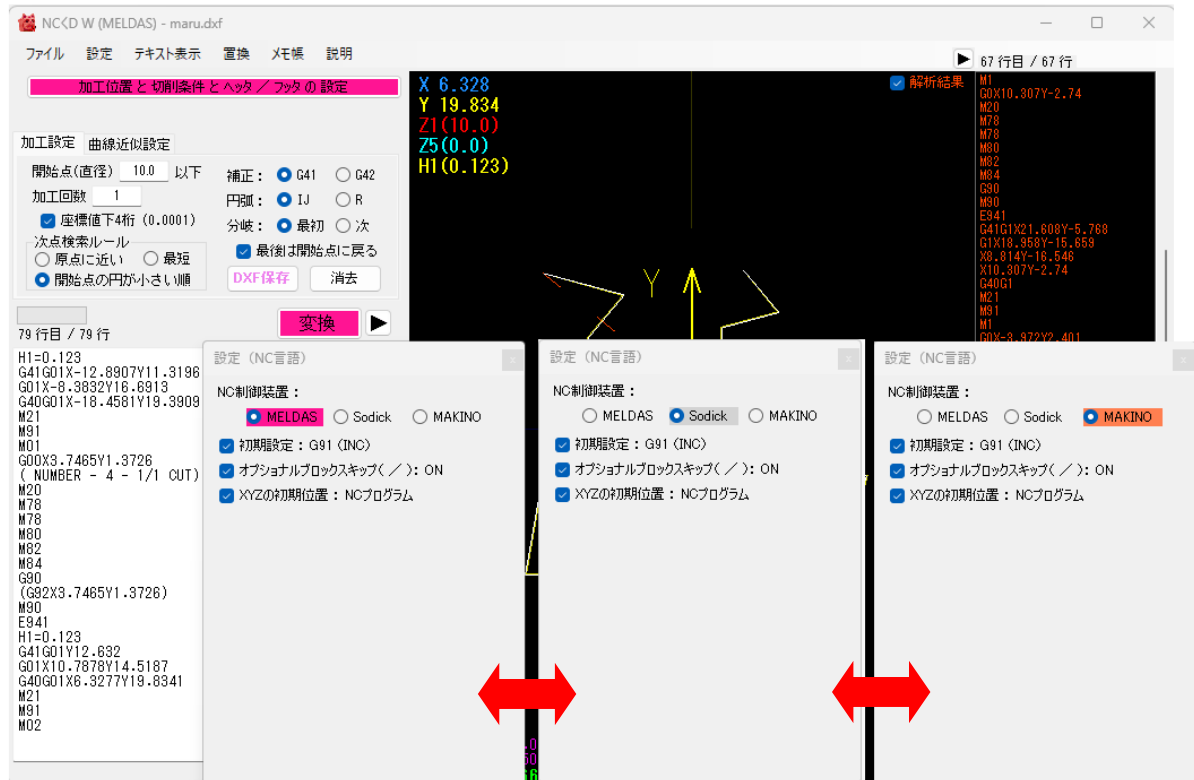 NC<D W (MELDAS) - maru.dxf
ファイル 設定 テキスト表示 置換 メモ帳 説明
67 行目 / 67 行
加工位置 と 切削条件 と ヘッダ / フッタ の 設定
X 6.328
Y 19.834
Z1(10.0)
Z5(0.0)
H1(0.123)
解析結果
M1
G0X10.307Y-2.74
M20
M78
M78
M80
M82
M84
G90
M90
E941
G41G1X21.608Y-5.768
G1X18.958Y-15.659
X8.814Y-16.546
X10.307Y-2.74
G40G1
M21
M91
M1
G0X-3.972Y2.401
加工設定 曲線近似設定
開始点(直径) 10.0 以下
加工回数 1
座標値下4桁 (0.0001)
次点検索ルール
原点に近い 最短
開始点の円が小さい順
補正: G41 G42
円弧: IJ R
分岐: 最初 次
最後は開始点に戻る
DXF保存 消去
変換
79 行目 / 79 行
Y
H1=0.123
G41G01X-12.8907Y11.3196
G01X-8.3832Y16.6913
G40G01X-18.4581Y19.3909
M21
M91
M01
G00X3.7465Y1.3726
( NUMBER - 4 - 1/1 CUT)
M20
M78
M78
M80
M82
M84
G90
(G92X3.7465Y1.3726)
M90
E941
H1=0.123
G41G01Y12.632
G01X10.7878Y14.5187
G40G01X6.3277Y19.8341
M21
M91
M02
設定 (NC言語)
NC制御装置:
MELDAS Sodick MAKINO
初期設定:G91 (INC)
オプショナルブロックスキップ( / ): ON
XYZの初期位置: NCプログラム
設定 (NC言語)
NC制御装置:
MELDAS Sodick MAKINO
初期設定:G91 (INC)
オプショナルブロックスキップ( / ): ON
XYZの初期位置: NCプログラム
設定 (NC言語)
NC制御装置:
MELDAS Sodick MAKINO
初期設定:G91 (INC)
オプショナルブロックスキップ( / ): ON
XYZの初期位置: NCプログラム